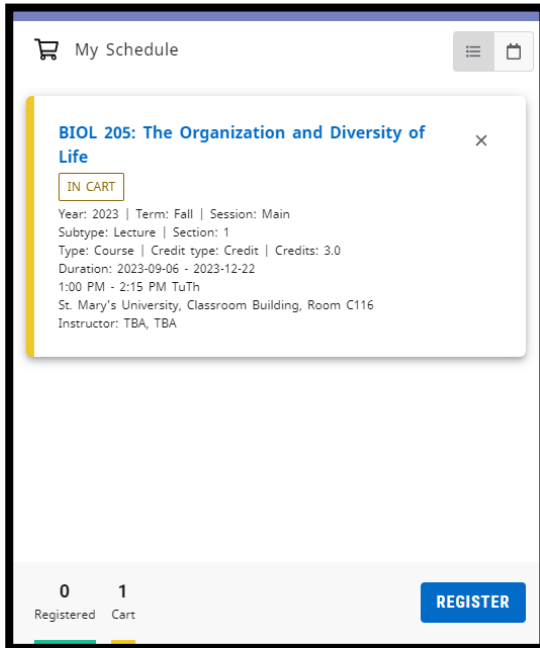 My Schedule
BIOL 205: The Organization and Diversity of
Life
IN CART
Year: 2023 | Term: Fall | Session: Main
Subtype: Lecture | Section: 1
Type: Course | Credit type: Credit | Credits: 3.0
Duration: 2023-09-06 - 2023-12-22
1:00 PM - 2:15 PM TuTh
St. Mary's University, Classroom Building, Room C116
Instructor: TBA, TBA
0 1
Registered Cart
REGISTER